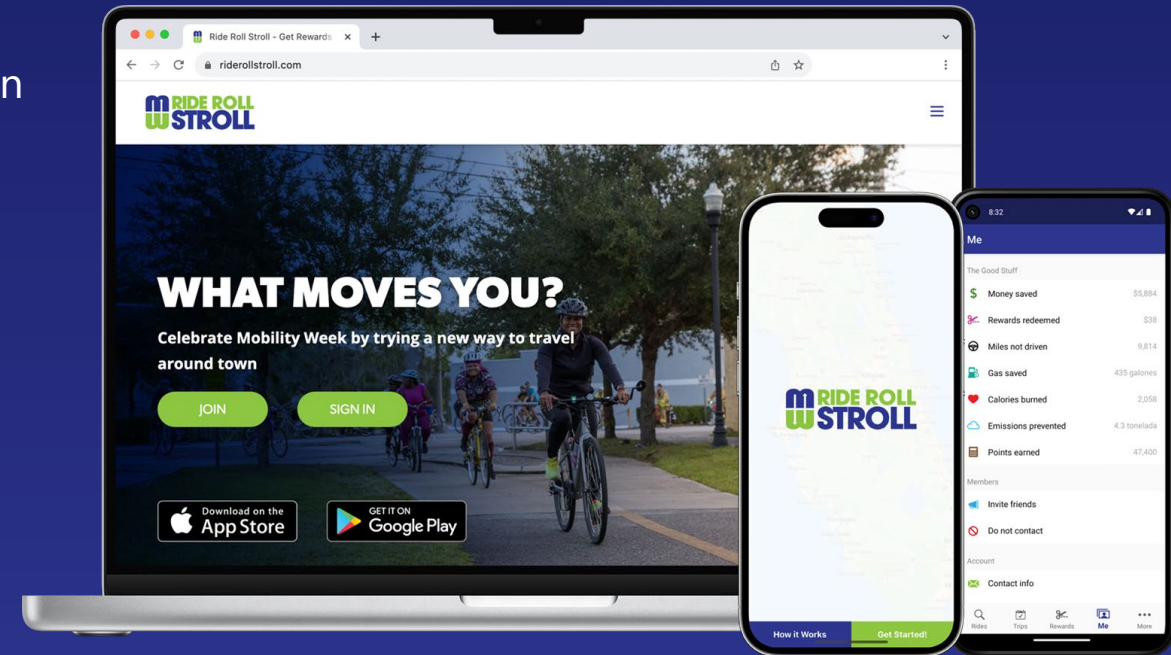 n
Ride Roll Stroll - Get Rewards
riderollstroll.com
MW RIDE ROLL
STROLL
WHAT MOVES YOU?
Celebrate Mobility Week by trying a new way to travel
around town
JOIN SIGN IN
Download on the
App Store
GET IT ON
Google Play
MW RIDE ROLL
STROLL
How it Works Get Started!
8:32
Me
The Good Stuff
Money saved $5,884
Rewards redeemed $38
Miles not driven 9,814
Gas saved 435 galones
Calories burned 2,058
Emissions prevented 4.3 tonelada
Points earned 47,400
Members
Invite friends
Do not contact
Account
Contact info
Rides Trips Rewards Me More